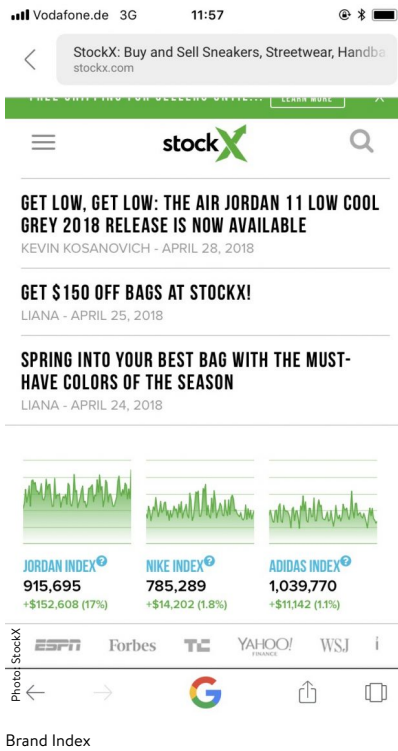 Vodafone.de 3G 11:57
StockX: Buy and Sell Sneakers, Streetwear, Handba
stockx.com
FREE SHIPPING FOR SELLERS UNTIL... LEARN MORE X
stockX
GET LOW, GET LOW: THE AIR JORDAN 11 LOW COOL
GREY 2018 RELEASE IS NOW AVAILABLE
KEVIN KOSANOVICH - APRIL 28, 2018
GET $150 OFF BAGS AT STOCKX!
LIANA - APRIL 25, 2018
SPRING INTO YOUR BEST BAG WITH THE MUST-
HAVE COLORS OF THE SEASON
LIANA - APRIL 24, 2018
JORDAN INDEX? NIKE INDEX? ADIDAS INDEX?
915,695 785,289 1,039,770
+$152,608 (17%) +$14,202 (1.8%) +$11,142 (1.1%)
ESPN Forbes TC YAHOO! FINANCE WSJ i
Photo: StockX
G
Brand Index